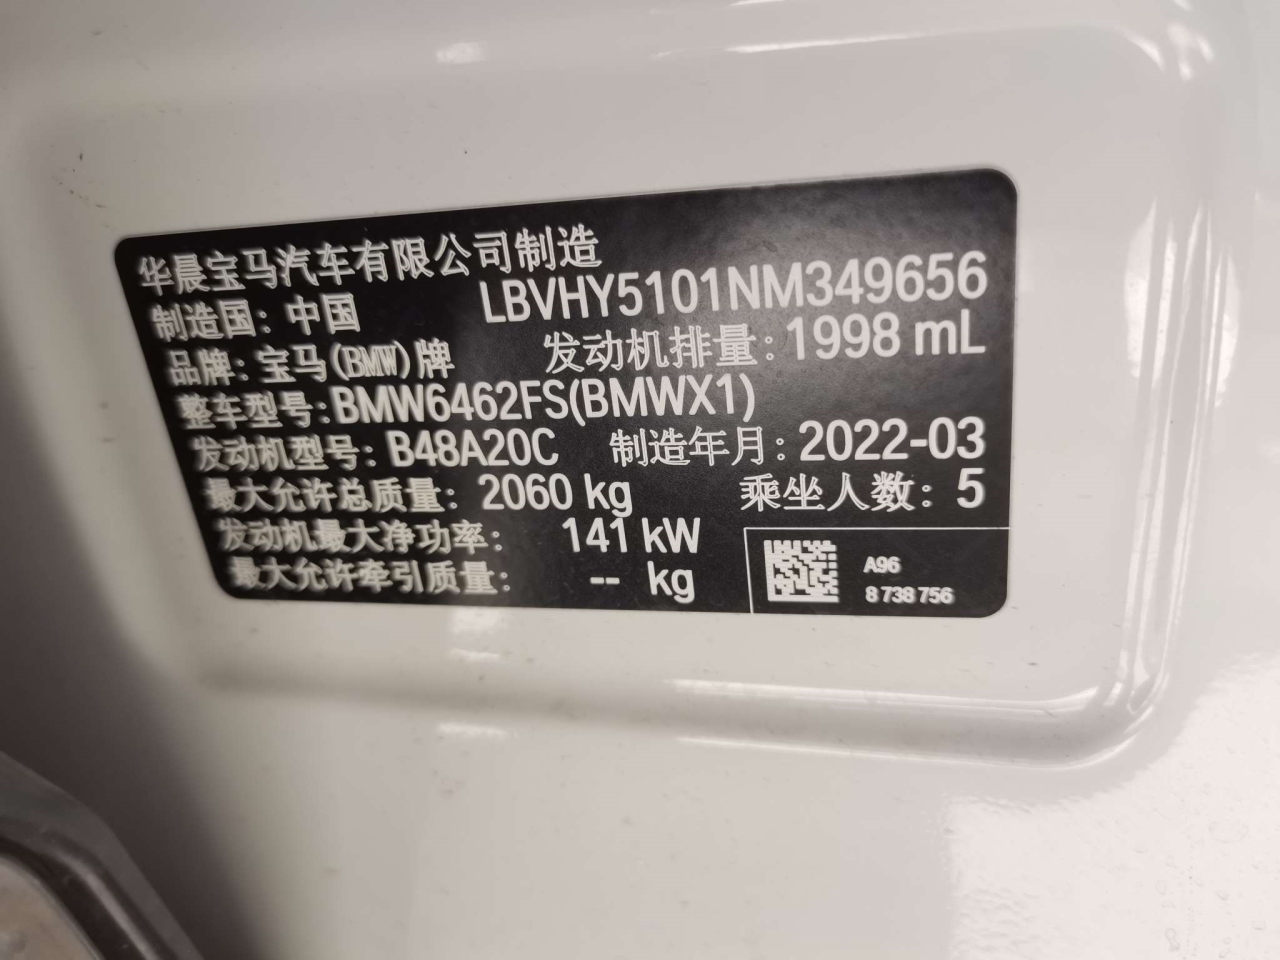 华晨宝马汽车有限公司制造
制造国：中国 LBVHY5101NM349656
品牌：宝马(BMW)牌 发动机排量：1998 mL
整车型号：BMW6462FS(BMWX1)
发动机型号：B48A20C 制造年月：2022-03
最大允许总质量：2060 kg 乘坐人数：5
发动机最大净功率：141 kW
最大允许牵引质量：-- kg
A96
8 738 756